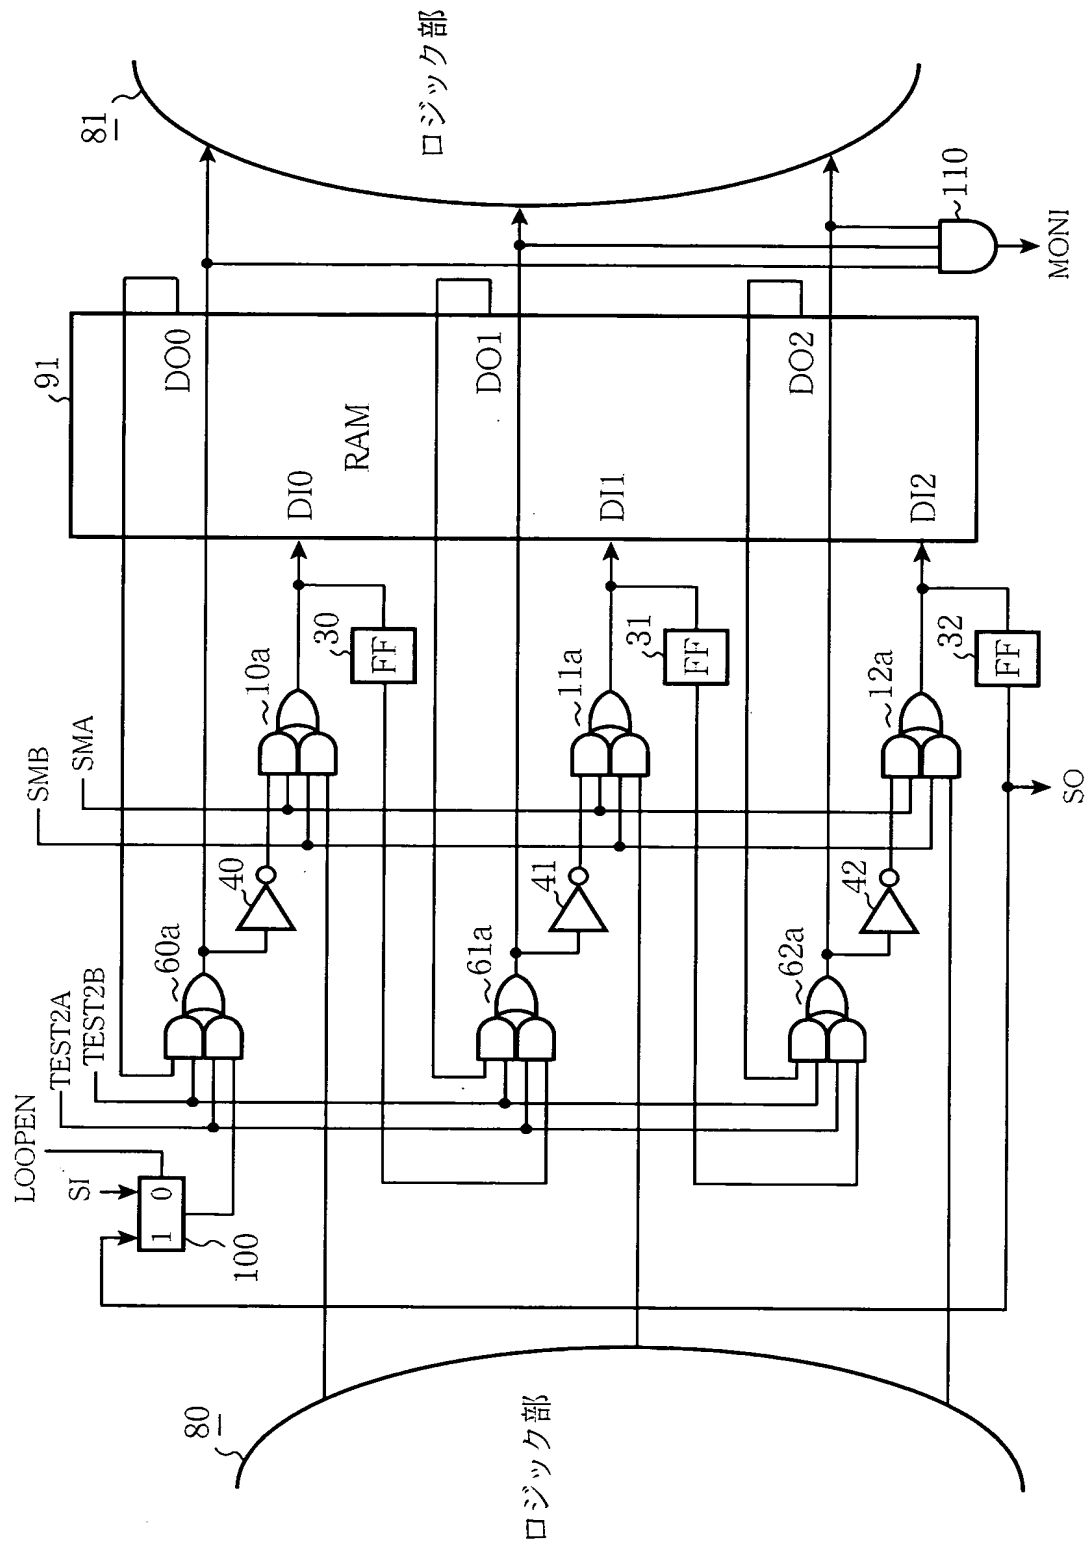 LOOPEN
SI
1 0
100
TEST2A
TEST2B
SMB
SMA
60a
40
10a
30
FF
61a
41
11a
31
FF
62a
42
12a
32
FF
91
RAM
DI0
DI1
DI2
DO0
DO1
DO2
80
ロジック部
81
ロジック部
110
MONI
SO